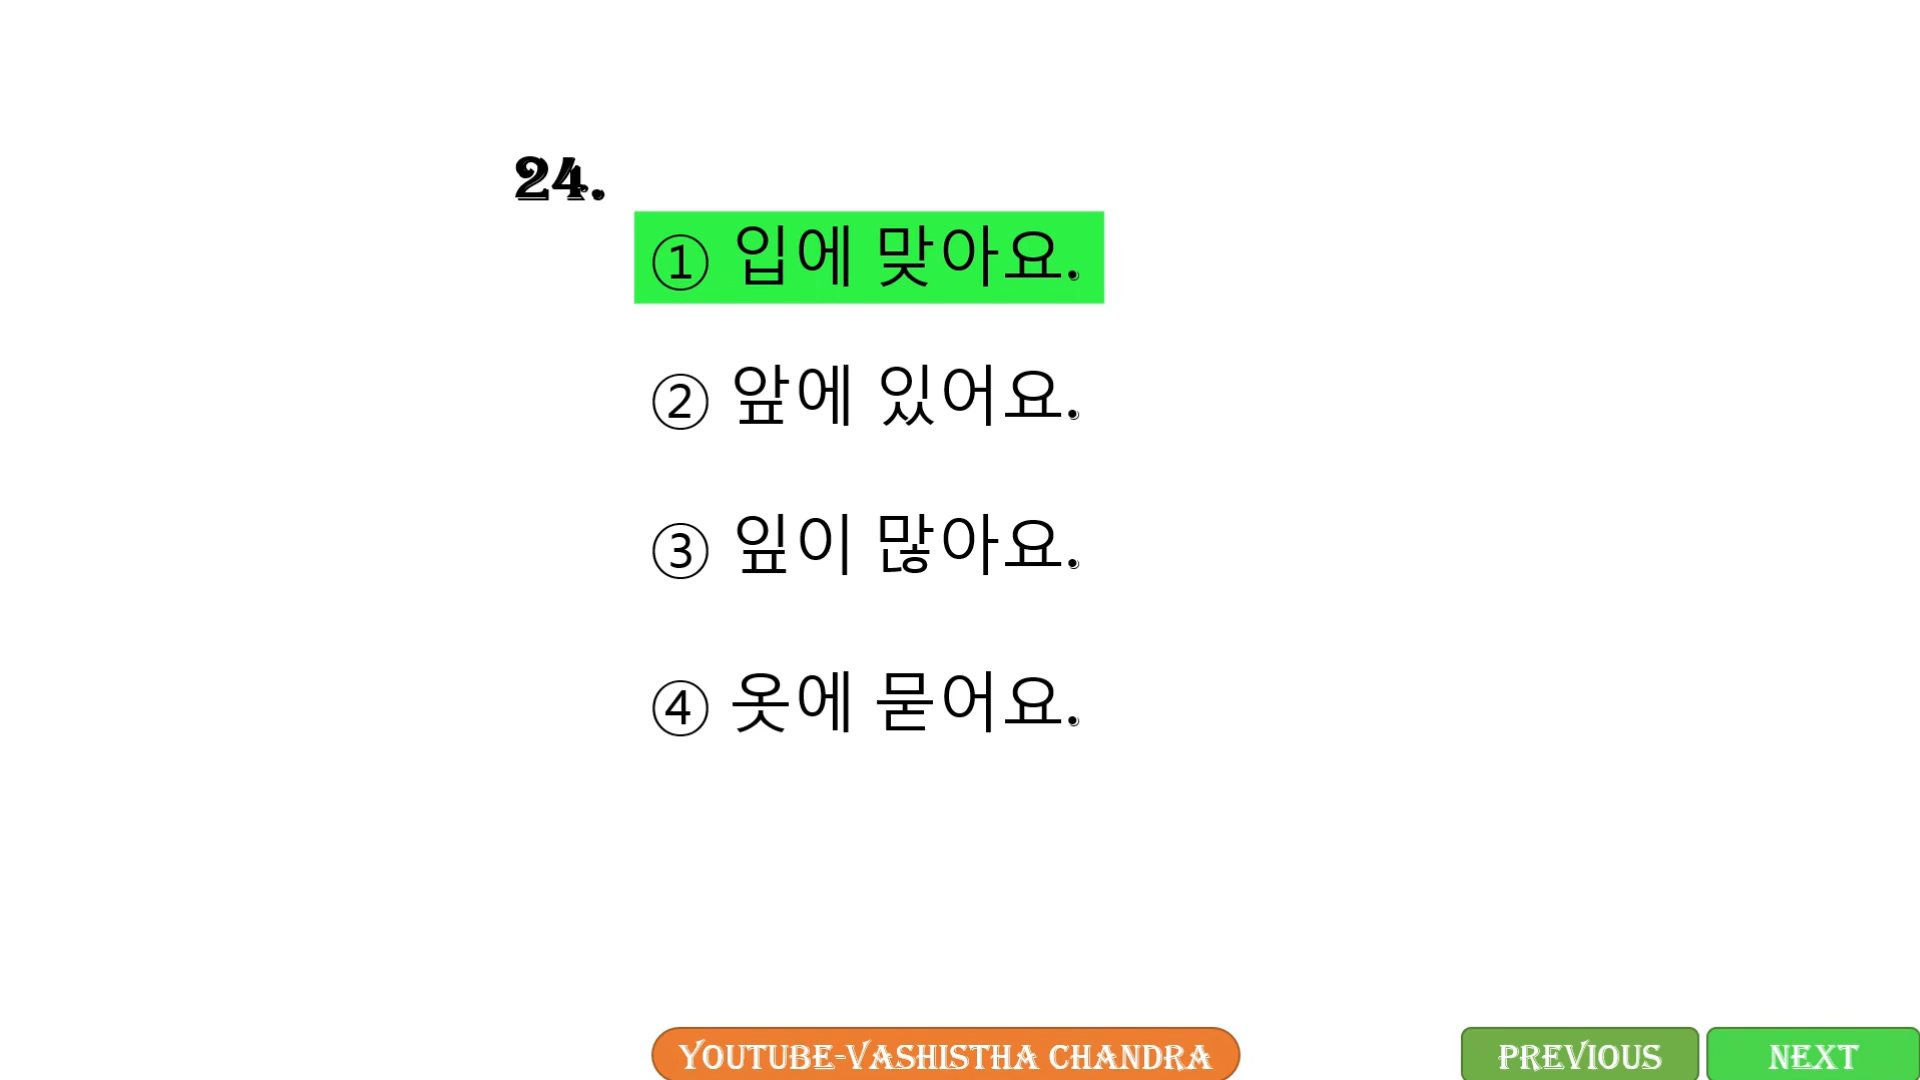 24.
① 입에 맞아요.
② 앞에 있어요.
③ 잎이 많아요.
④ 옷에 묻어요.
YOUTUBE-VASHISTHA CHANDRA
PREVIOUS
NEXT